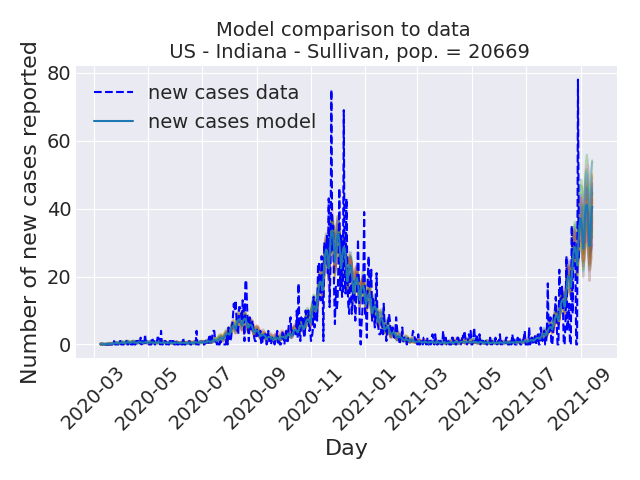 Model comparison to data
US - Indiana - Sullivan, pop. = 20669
Number of new cases reported
80
60
40
20
0
new cases data
new cases model
2020-03
2020-05
2020-07
2020-09
2020-11
2021-01
2021-03
2021-05
2021-07
2021-09
Day